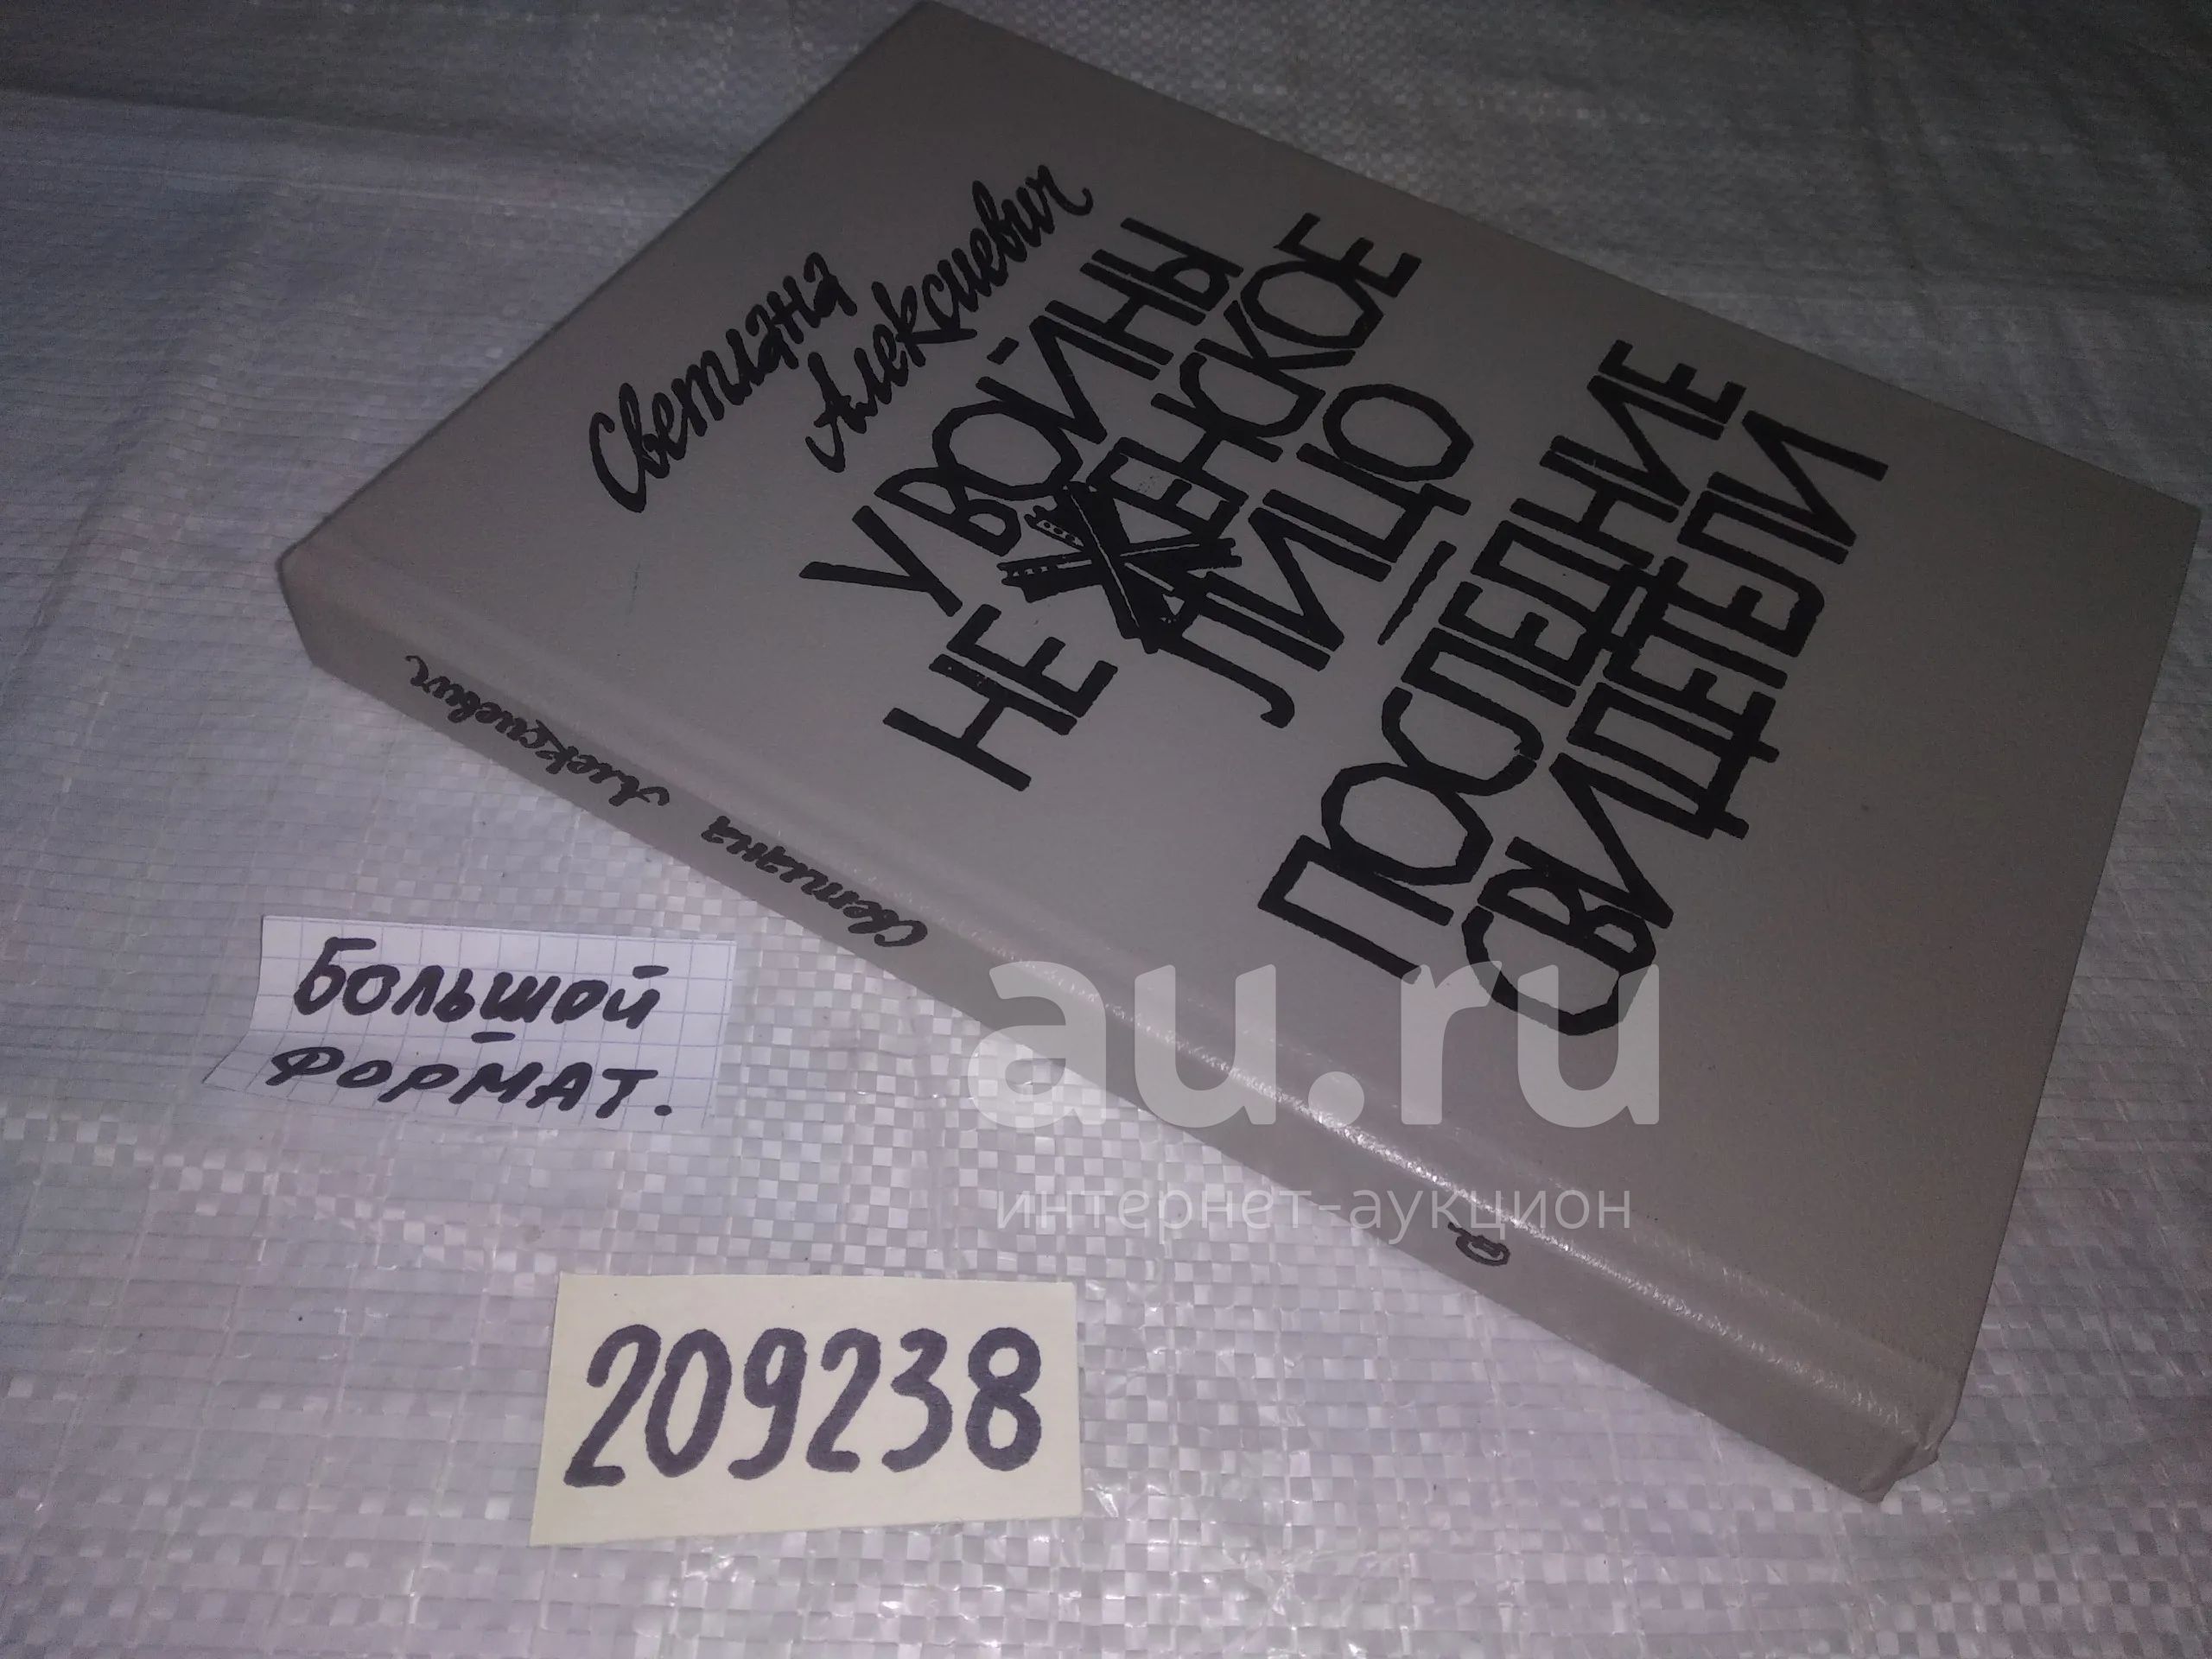 Светлана
Алексиевич
У ВОЙНЫ
НЕ ЖЕНСКОЕ
ЛИЦО
ПОСЛЕДНИЕ
СВИДЕТЕЛИ
Светлана Алексиевич
БОЛЬШОЙ
ФОРМАТ.
209238
au.ru
интернет-аукцион